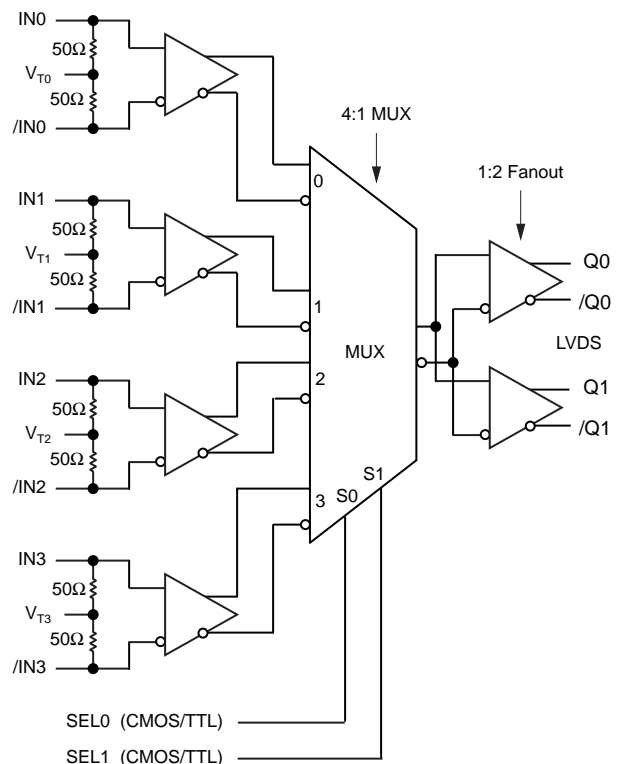 IN0
50Ω
VT0
50Ω
/IN0
IN1
50Ω
VT1
50Ω
/IN1
IN2
50Ω
VT2
50Ω
/IN2
IN3
50Ω
VT3
50Ω
/IN3
4:1 MUX
0
1
2
3
MUX
S0
S1
1:2 Fanout
Q0
/Q0
LVDS
Q1
/Q1
SEL0 (CMOS/TTL)
SEL1 (CMOS/TTL)